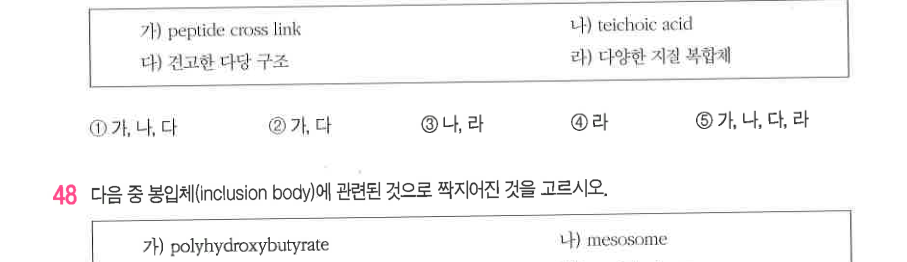 가) peptide cross link 나) teichoic acid
다) 견고한 다당 구조 라) 다양한 지질 복합체
① 가, 나, 다 ② 가, 다 ③ 나, 라 ④ 라 ⑤ 가, 나, 다, 라
48 다음 중 봉입체(inclusion body)에 관련된 것으로 짝지어진 것을 고르시오.
가) polyhydroxybutyrate 나) mesosome